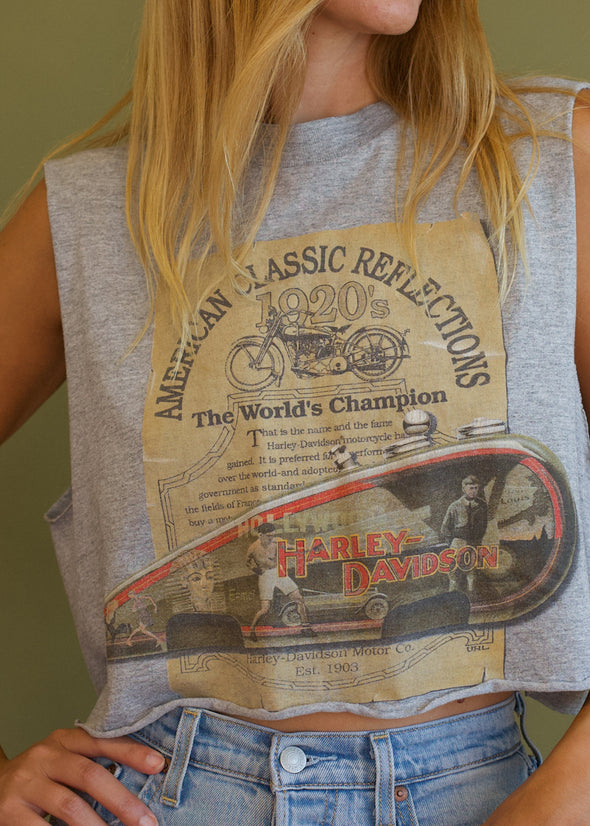 AMERICAN CLASSIC REFLECTIONS
1920's
The World's Champion
That is the name and the fame
Harley-Davidson motorcycle ha
gained. It is preferred
over the world-and adopted
government as standard
the fields of France
buy a
HARLEY-
DAVIDSON
Harley-Davidson Motor Co.
Est. 1903